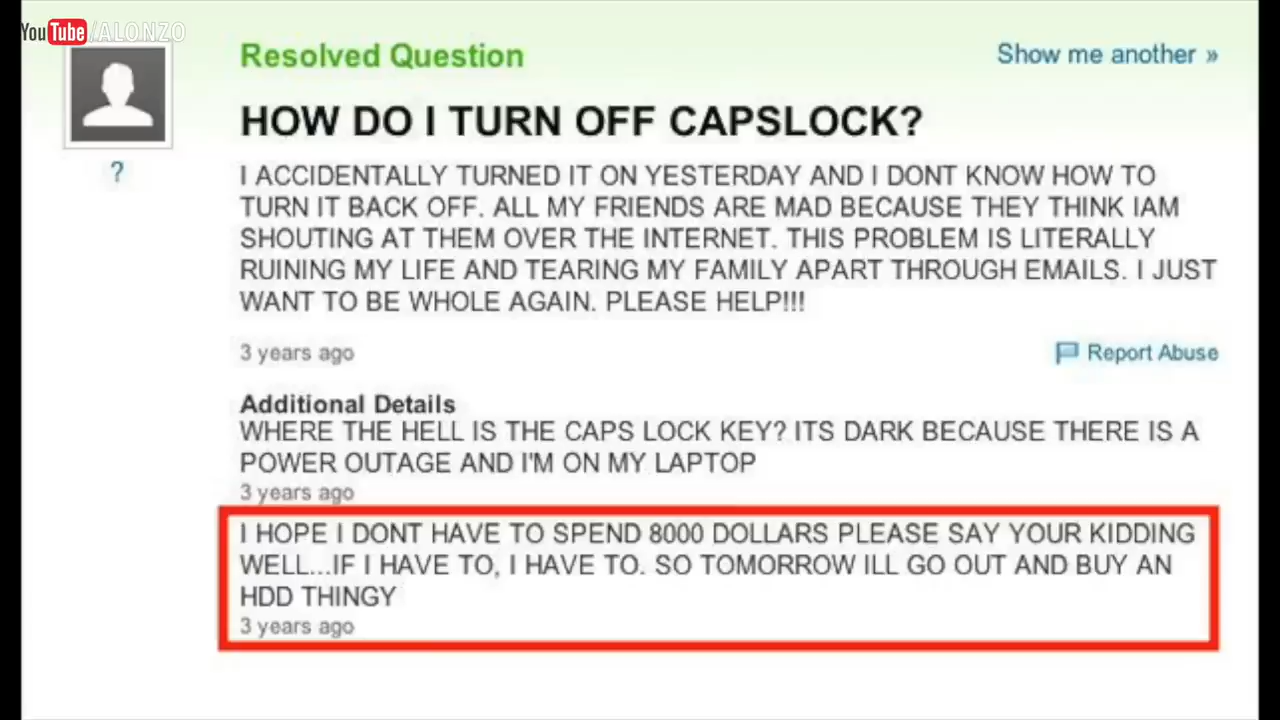 YouTube/ALONZO
Resolved Question
Show me another »
HOW DO I TURN OFF CAPSLOCK?
?
I ACCIDENTALLY TURNED IT ON YESTERDAY AND I DONT KNOW HOW TO
TURN IT BACK OFF. ALL MY FRIENDS ARE MAD BECAUSE THEY THINK IAM
SHOUTING AT THEM OVER THE INTERNET. THIS PROBLEM IS LITERALLY
RUINING MY LIFE AND TEARING MY FAMILY APART THROUGH EMAILS. I JUST
WANT TO BE WHOLE AGAIN. PLEASE HELP!!!
3 years ago
Report Abuse
Additional Details
WHERE THE HELL IS THE CAPS LOCK KEY? ITS DARK BECAUSE THERE IS A
POWER OUTAGE AND I'M ON MY LAPTOP
3 years ago
I HOPE I DONT HAVE TO SPEND 8000 DOLLARS PLEASE SAY YOUR KIDDING
WELL...IF I HAVE TO, I HAVE TO. SO TOMORROW ILL GO OUT AND BUY AN
HDD THINGY
3 years ago